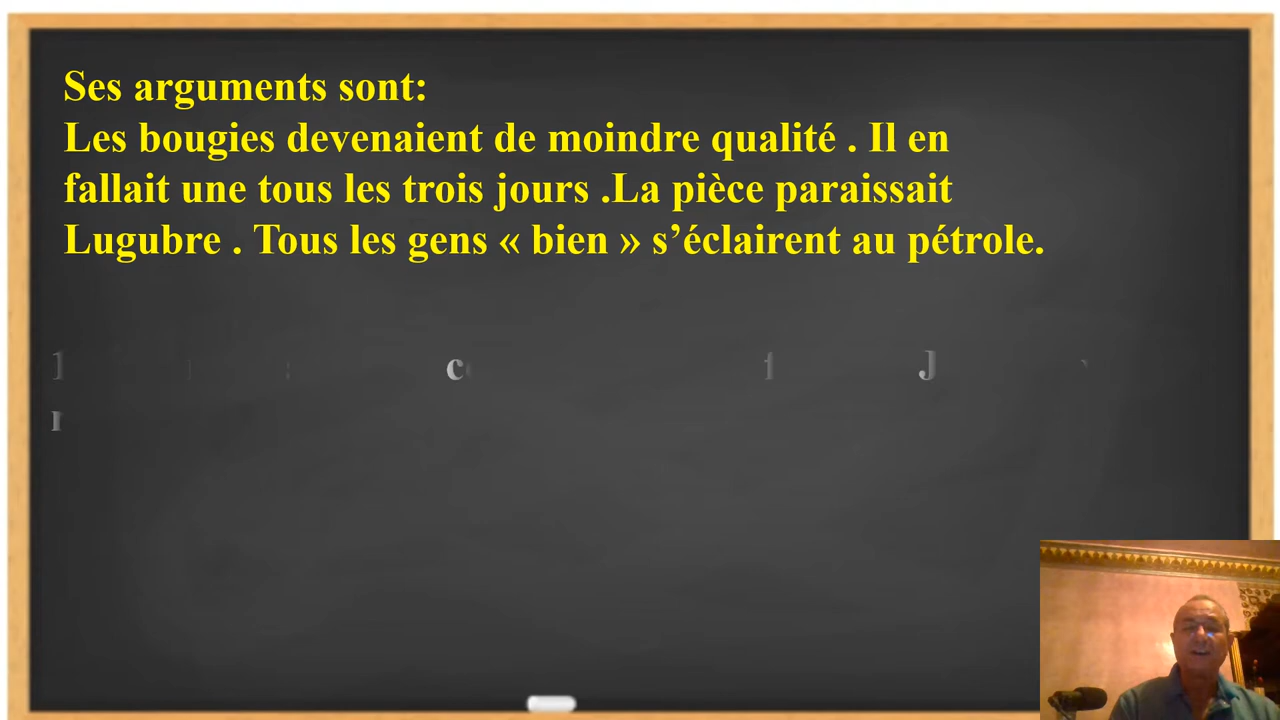 Ses arguments sont:
Les bougies devenaient de moindre qualité . Il en
fallait une tous les trois jours .La pièce paraissait
Lugubre . Tous les gens « bien » s’éclairent au pétrole.